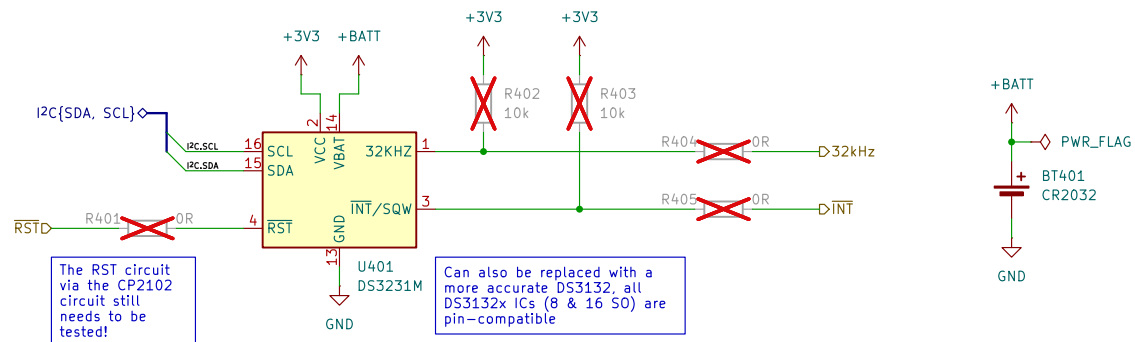 +3V3
+3V3
+3V3
+BATT
R402
10k
R403
10k
+BATT
I²C{SDA, SCL}
2
14
I²C.SCL
16
SCL
VCC
VBAT
32KHZ
1
R404
0R
32kHz
PWR_FLAG
I²C.SDA
15
SDA
BT401
CR2032
+
RST
R401
0R
4
RST
GND
INT/SQW
3
R405
0R
INT
13
GND
U401
DS3231M
GND
The RST circuit
via the CP2102
circuit still
needs to be
tested!
Can also be replaced with a
more accurate DS3132, all
DS3132x ICs (8 & 16 SO) are
pin-compatible